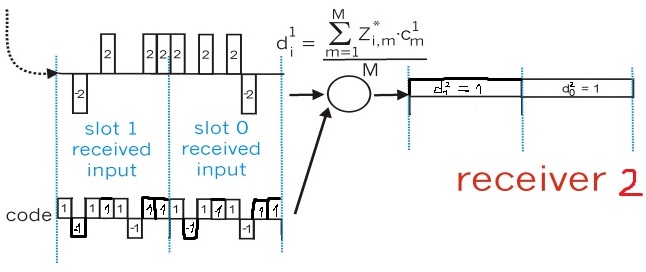 2 2 2 2 2 2
-2 -2
d_i^1 = \frac{\sum_{m=1}^{M} Z^*_{i,m}·c_m^1}{M}
d_1^2 = 1
d_0^2 = 1
slot 1
received
input
slot 0
received
input
receiver 2
code
1 -1 1 1 1 -1 1 1 1 -1 1 1 1 -1 1 1